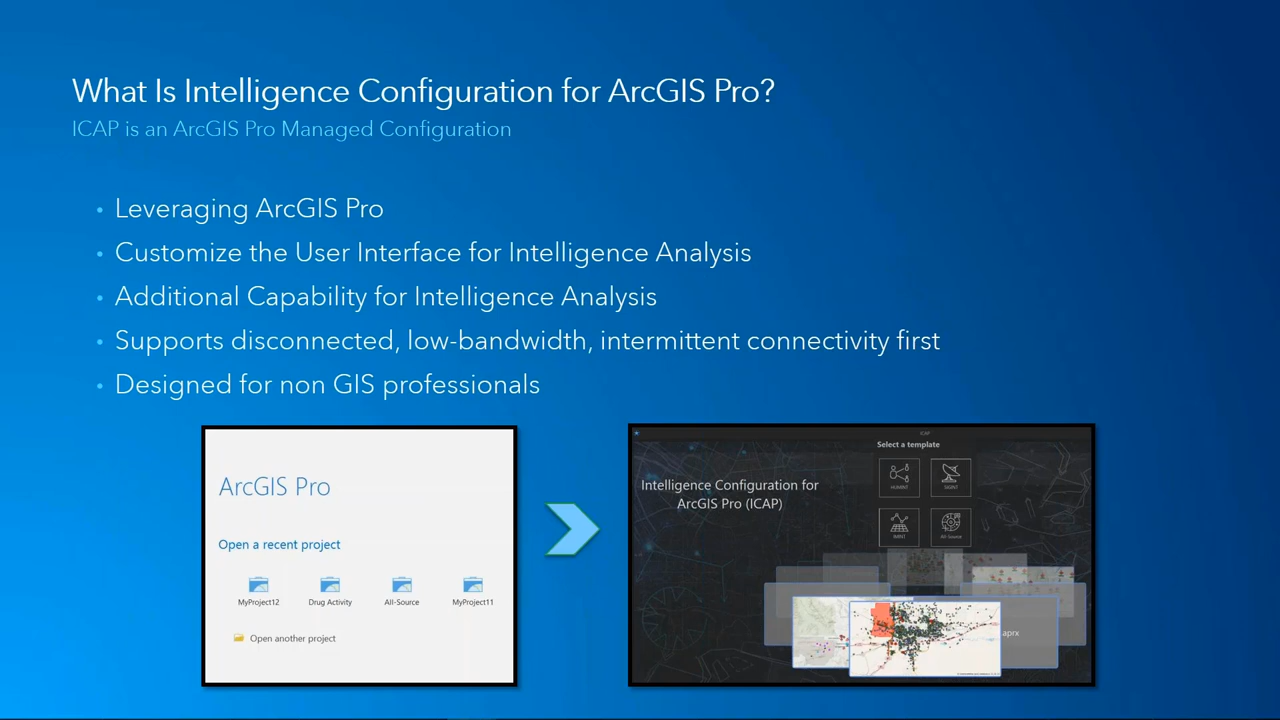 What Is Intelligence Configuration for ArcGIS Pro?
ICAP is an ArcGIS Pro Managed Configuration
• Leveraging ArcGIS Pro
• Customize the User Interface for Intelligence Analysis
• Additional Capability for Intelligence Analysis
• Supports disconnected, low-bandwidth, intermittent connectivity first
• Designed for non GIS professionals
ArcGIS Pro
Open a recent project
MyProject12 Drug Activity All-Source MyProject11
Open another project
ICAP
Select a template
Intelligence Configuration for
ArcGIS Pro (ICAP)
HUMINT SIGINT
IMINT All-Source
.aprx